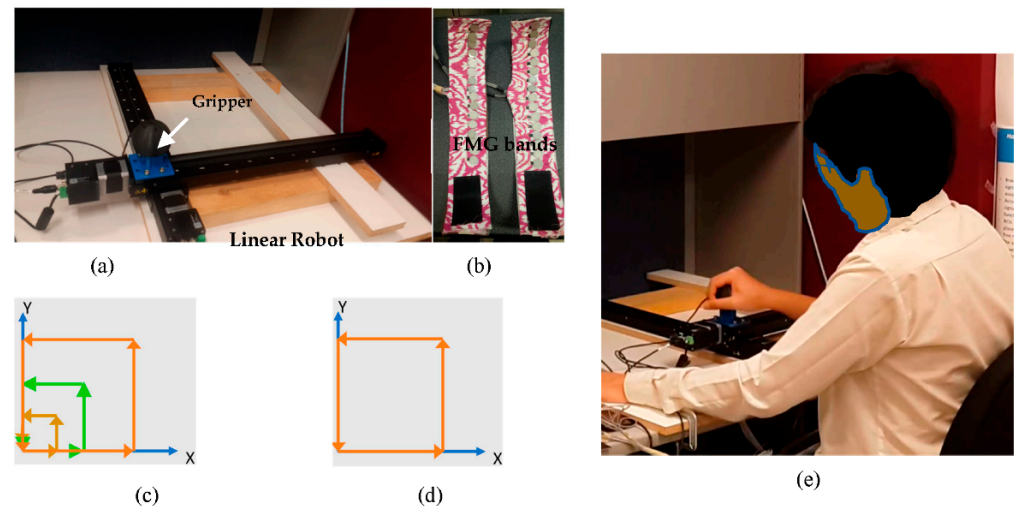 Gripper
FMG bands
Linear Robot
(a)
(b)
Y
X
(c)
Y
X
(d)
(e)